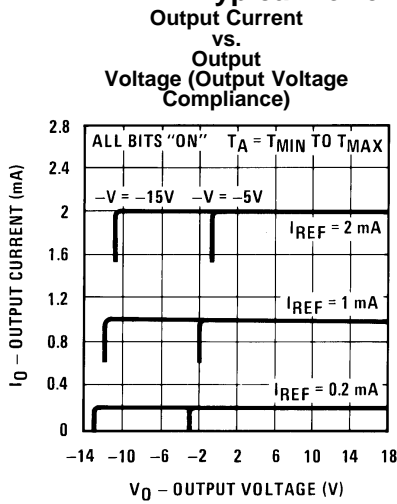 Output Current
vs.
Output
Voltage (Output Voltage
Compliance)
2.8
ALL BITS "ON" TA = TMIN TO TMAX
2.4
−V = −15V −V = −5V
2
IREF = 2 mA
1.6
1.2
IREF = 1 mA
0.8
0.4
IREF = 0.2 mA
0
−14 −10 −6 −2 2 6 10 14 18
VO − OUTPUT VOLTAGE (V)
IO − OUTPUT CURRENT (mA)